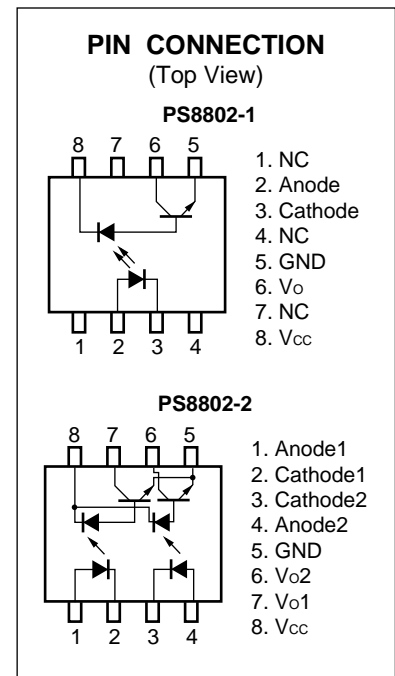 PIN CONNECTION
(Top View)
PS8802-1
8 7 6 5
1. NC
2. Anode
3. Cathode
4. NC
5. GND
6. Vo
7. NC
8. Vcc
1 2 3 4
PS8802-2
8 7 6 5
1. Anode1
2. Cathode1
3. Cathode2
4. Anode2
5. GND
6. Vo2
7. Vo1
8. Vcc
1 2 3 4